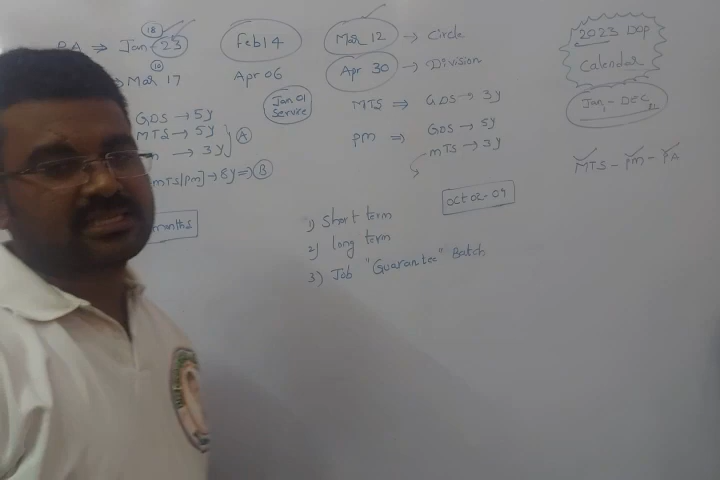 PA ⇒ Jan-23 (18)
Feb 14
Mar 12 → Circle
Mar 17 (10)
Apr 06
Apr 30 → Division
Jan 01
Service
GDS → 5y
MTS → 5y
→ 3y
A
MTS/PM] → 8y ⇒ B
months
MTS ⇒ GDS → 3y
PM ⇒ GDS → 5y
MTS → 3y
Oct 02-09
1) Short term
2) long term
3) Job "Guarantee" Batch
2023 Dop
Calendar
Jan - DEC
MTS - PM - PA